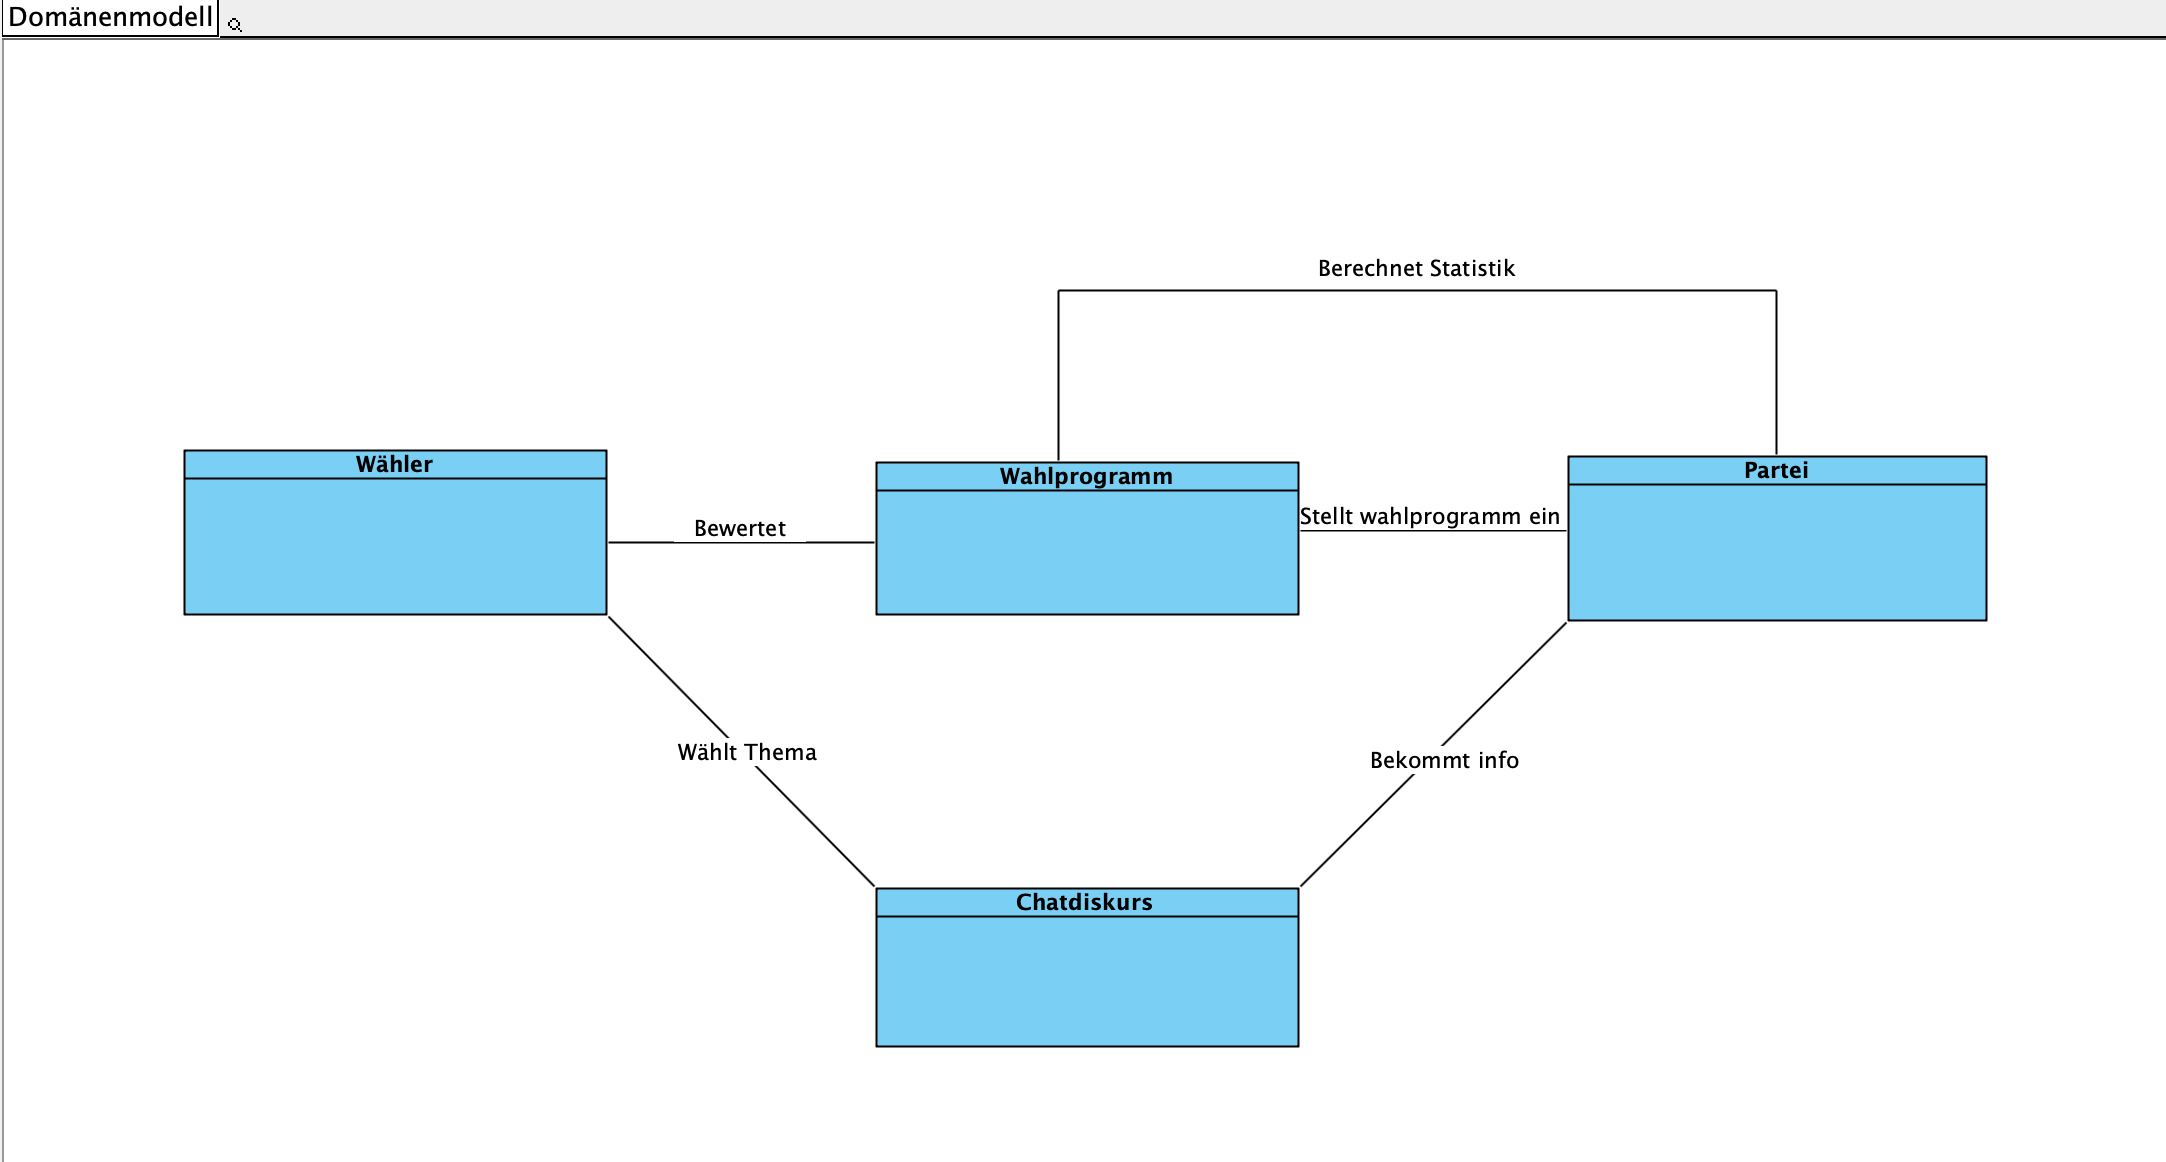 Domänenmodell
Berechnet Statistik
Wähler
Wahlprogramm
Partei
Bewertet
Stellt wahlprogramm ein
Wählt Thema
Bekommt info
Chatdiskurs